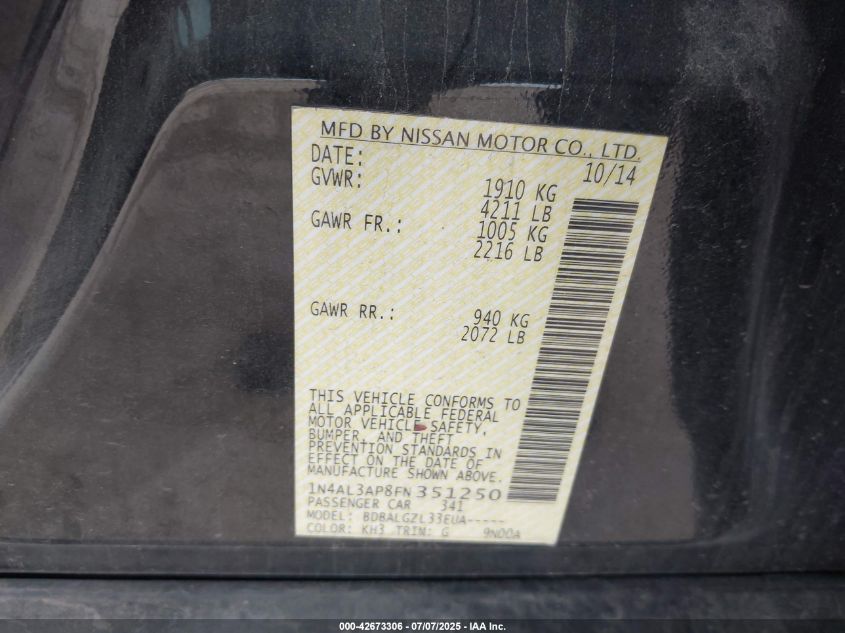 MFD BY NISSAN MOTOR CO., LTD.
DATE: 10/14
GVWR: 1910 KG
4211 LB
GAWR FR.: 1005 KG
2216 LB
GAWR RR.: 940 KG
2072 LB
THIS VEHICLE CONFORMS TO
ALL APPLICABLE FEDERAL
MOTOR VEHICLE SAFETY,
BUMPER, AND THEFT
PREVENTION STANDARDS IN
EFFECT ON THE DATE OF
MANUFACTURE SHOWN ABOVE.
1N4AL3AP8FN351250
PASSENGER CAR 341
MODEL: BDBALGZL33EUA-----
COLOR: KH3 TRIM: G 9N00A
000-42673306 - 07/07/2025 - IAA Inc.